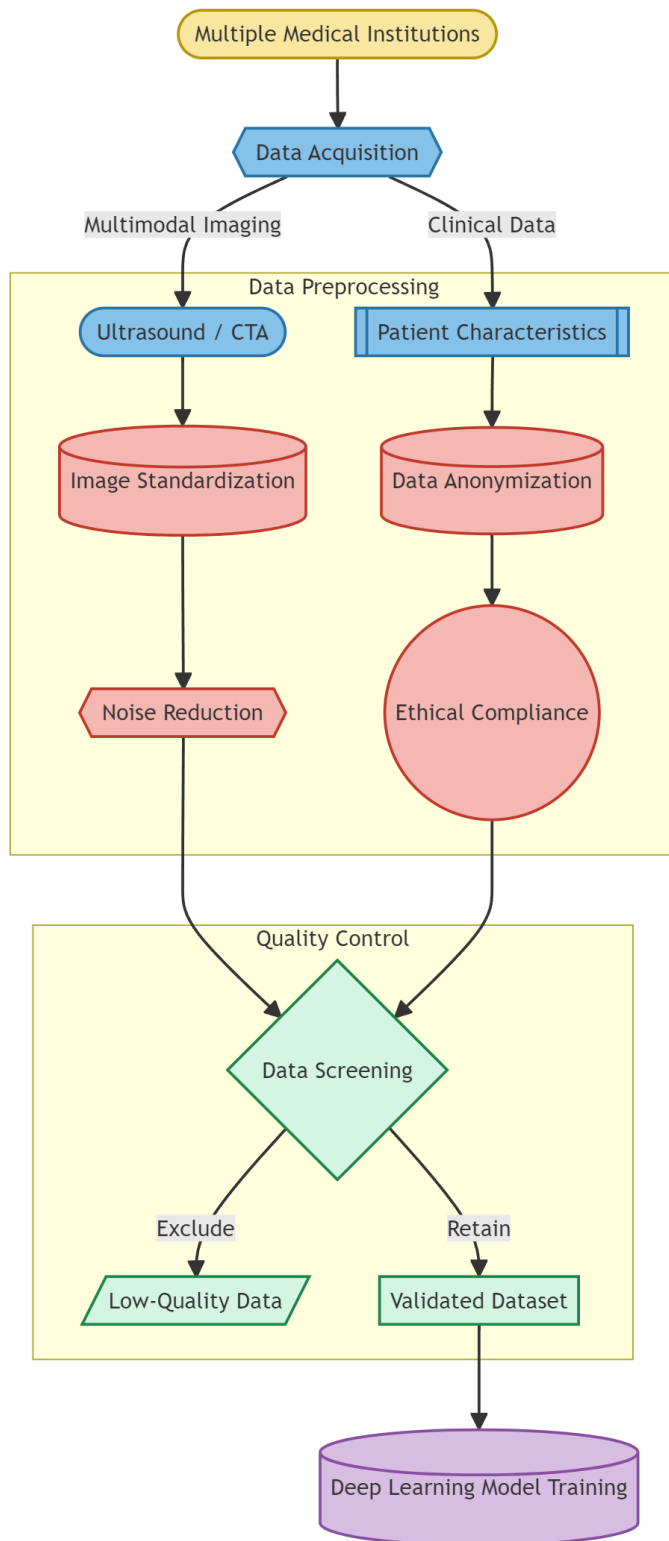 Multiple Medical Institutions
Data Acquisition
Multimodal Imaging
Clinical Data
Data Preprocessing
Ultrasound / CTA
Patient Characteristics
Image Standardization
Data Anonymization
Noise Reduction
Ethical Compliance
Quality Control
Data Screening
Exclude
Retain
Low-Quality Data
Validated Dataset
Deep Learning Model Training